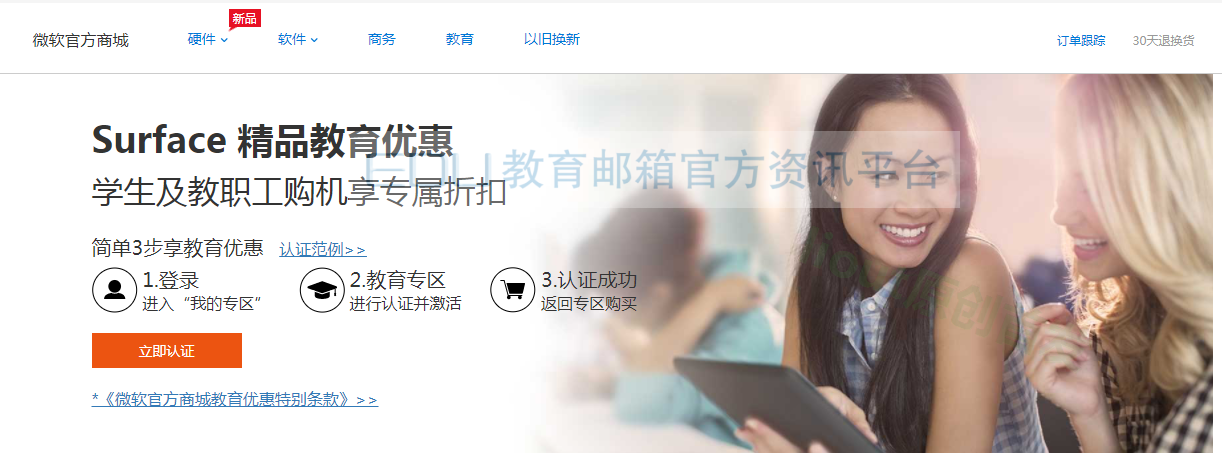 新品
微软官方商城 硬件 软件 商务 教育 以旧换新 订单跟踪 30天退换货
Surface 精品教育优惠
EDU 教育邮箱官方资讯平台
学生及教职工购机享专属折扣
简单3步享教育优惠 认证范例>>
1.登录 2.教育专区 3.认证成功
进入“我的专区” 进行认证并激活 返回专区购买
立即认证
*《微软官方商城教育优惠特别条款》>>